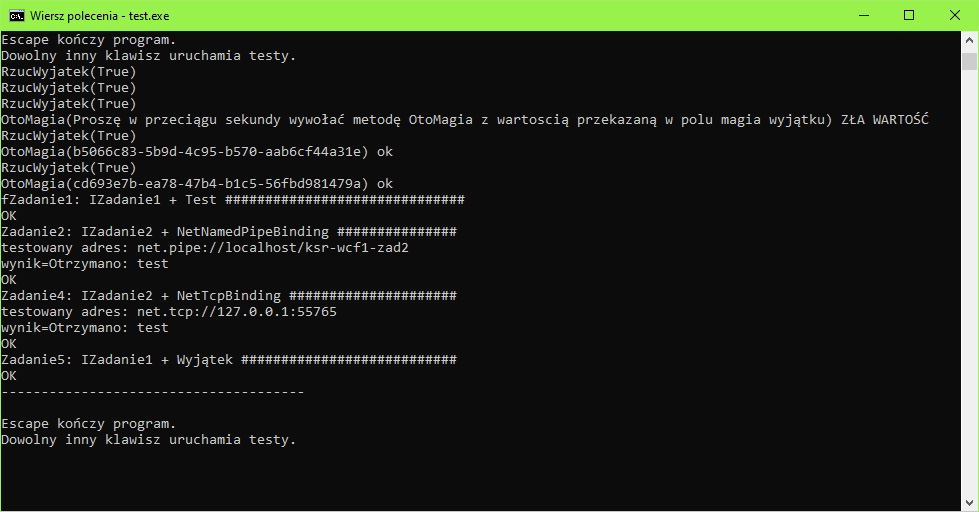 Wiersz polecenia - test.exe
Escape kończy program.
Dowolny inny klawisz uruchamia testy.
RzucWyjatek(True)
RzucWyjatek(True)
RzucWyjatek(True)
OtoMagia(Proszę w przeciągu sekundy wywołać metodę OtoMagia z wartoscią przekazaną w polu magia wyjątku) ZŁA WARTOŚĆ
RzucWyjatek(True)
OtoMagia(b5066c83-5b9d-4c95-b570-aab6cf44a31e) ok
RzucWyjatek(True)
OtoMagia(cd693e7b-ea78-47b4-b1c5-56fbd981479a) ok
fZadanie1: IZadanie1 + Test ##############################
OK
Zadanie2: IZadanie2 + NetNamedPipeBinding ###############
testowany adres: net.pipe://localhost/ksr-wcf1-zad2
wynik=Otrzymano: test
OK
Zadanie4: IZadanie2 + NetTcpBinding #####################
testowany adres: net.tcp://127.0.0.1:55765
wynik=Otrzymano: test
OK
Zadanie5: IZadanie1 + Wyjątek ###########################
OK
--------------------------------------
Escape kończy program.
Dowolny inny klawisz uruchamia testy.